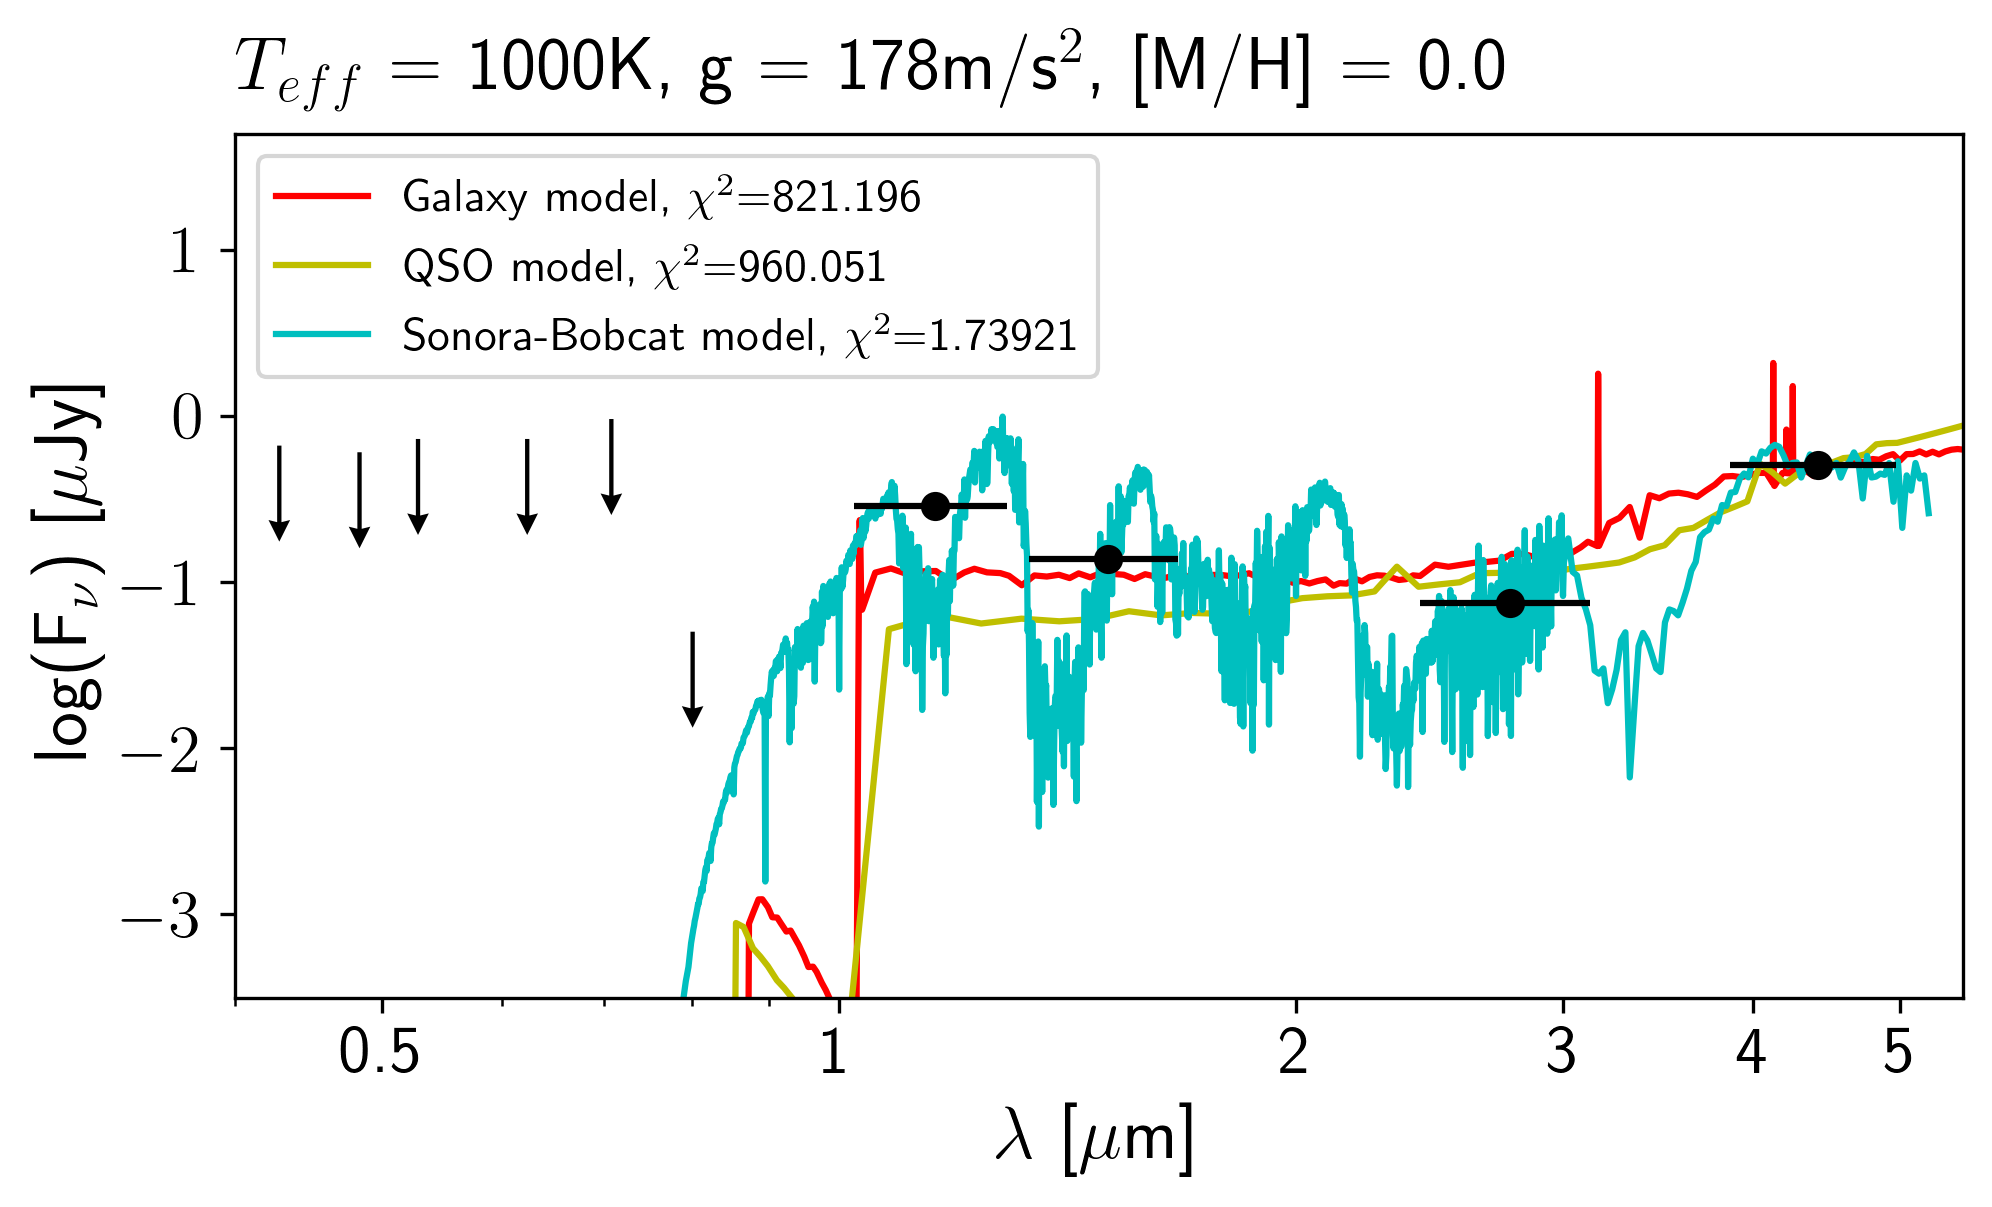 T_eff = 1000K, g = 178m/s², [M/H] = 0.0
Galaxy model, χ²=821.196
QSO model, χ²=960.051
Sonora-Bobcat model, χ²=1.73921
log(F_ν) [μJy]
1
0
−1
−2
−3
0.5 1 2 3 4 5
λ [μm]